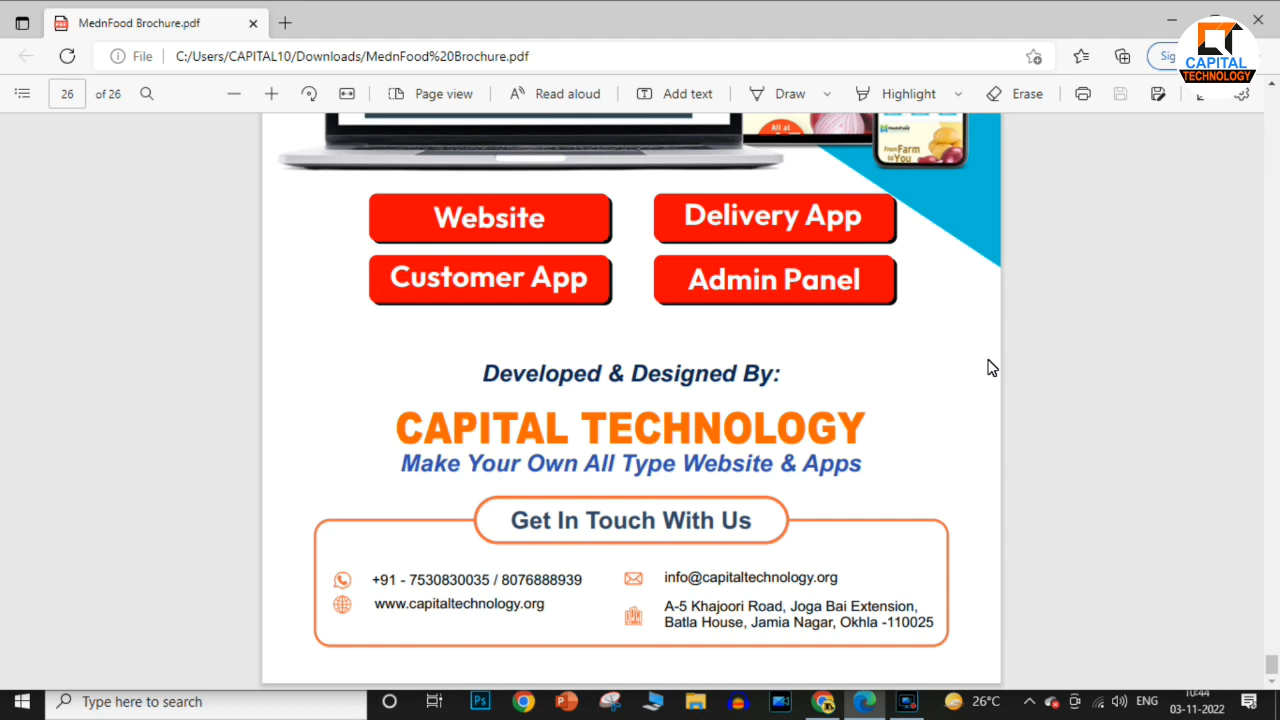 MednFood Brochure.pdf
File
C:/Users/CAPITAL10/Downloads/MednFood%20Brochure.pdf
Sig
CAPITAL
TECHNOLOGY
26 of 26
Page view
Read aloud
Add text
Draw
Highlight
Erase
All at
MednFood
From Farm
to You
Website
Delivery App
Customer App
Admin Panel
Developed & Designed By:
CAPITAL TECHNOLOGY
Make Your Own All Type Website & Apps
Get In Touch With Us
+91 - 7530830035 / 8076888939
info@capitaltechnology.org
www.capitaltechnology.org
A-5 Khajoori Road, Joga Bai Extension,
Batla House, Jamia Nagar, Okhla -110025
Type here to search
Ps
26°C
ENG
10:44
03-11-2022